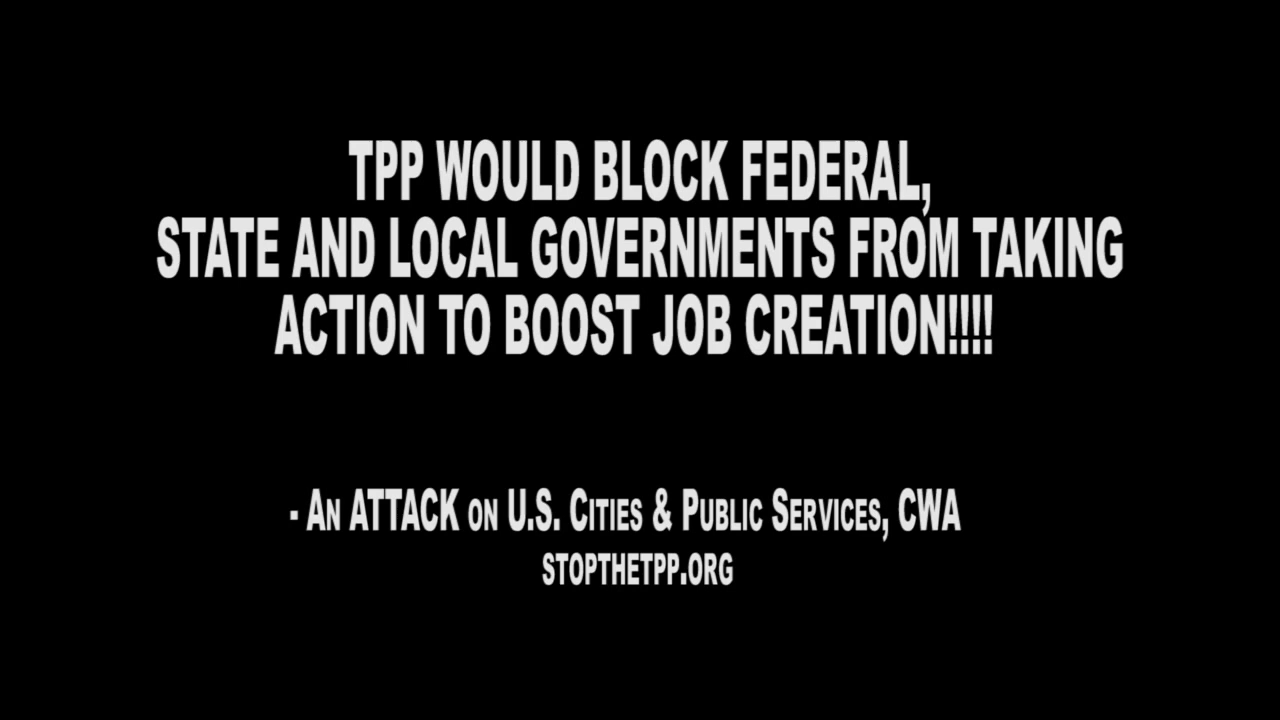 TPP WOULD BLOCK FEDERAL,
STATE AND LOCAL GOVERNMENTS FROM TAKING
ACTION TO BOOST JOB CREATION!!!!
- AN ATTACK ON U.S. CITIES & PUBLIC SERVICES, CWA
STOPTHETPP.ORG